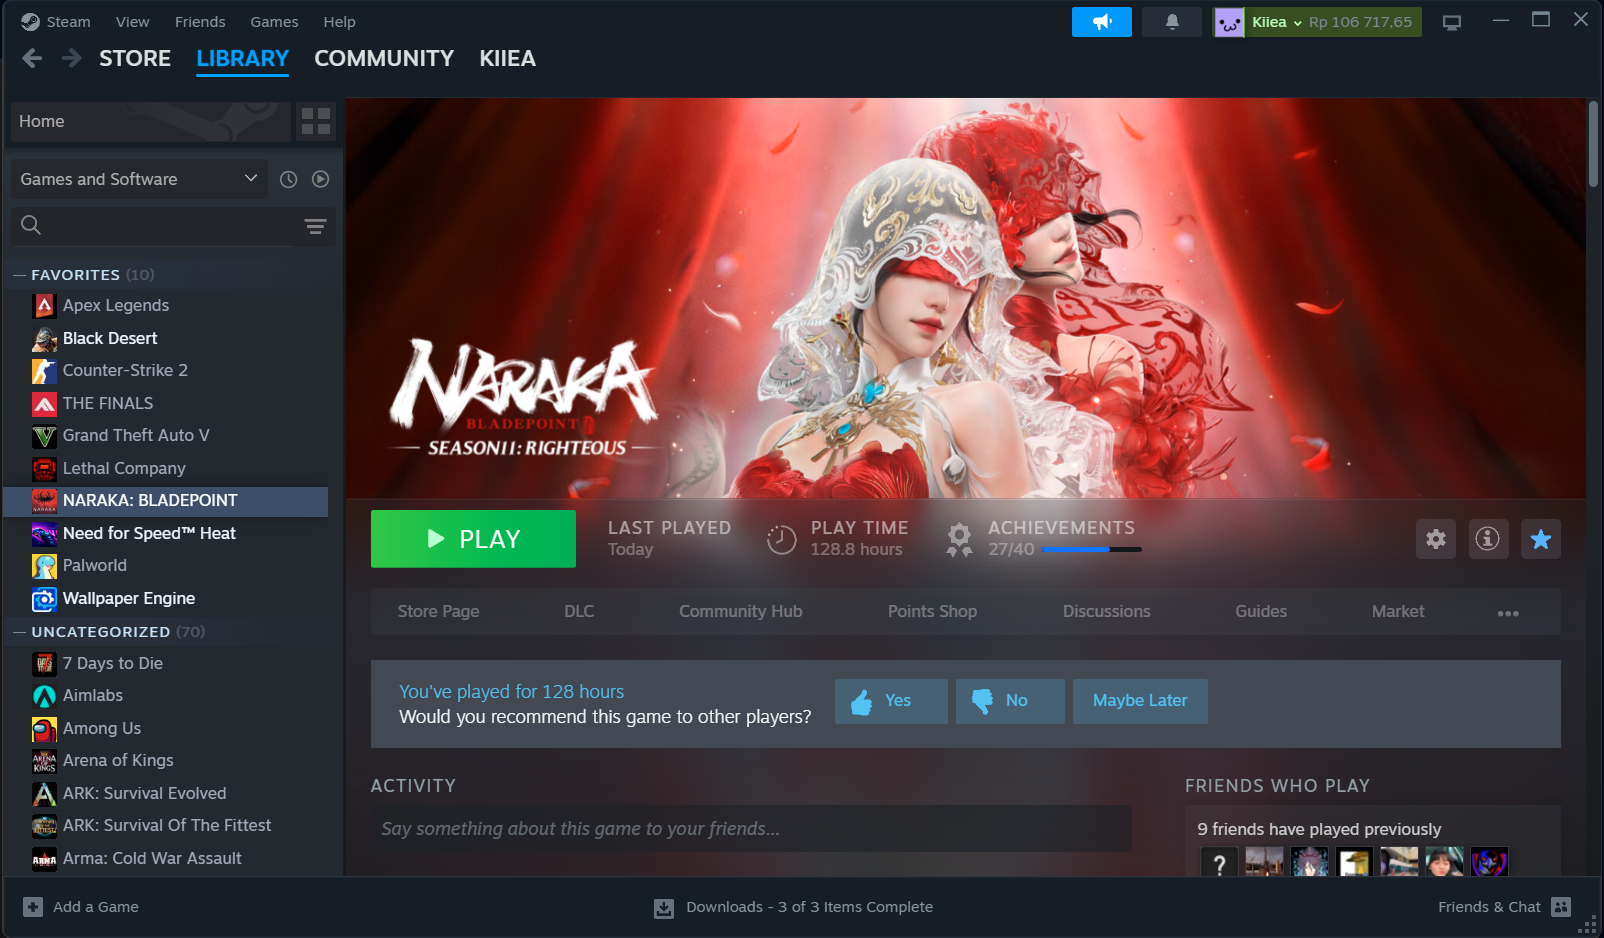 Steam View Friends Games Help
Kiiea Rp 106 717,65
STORE LIBRARY COMMUNITY KIIEA
Home
Games and Software
— FAVORITES (10)
Apex Legends
Black Desert
Counter-Strike 2
THE FINALS
Grand Theft Auto V
Lethal Company
NARAKA: BLADEPOINT
Need for Speed™ Heat
Palworld
Wallpaper Engine
— UNCATEGORIZED (70)
7 Days to Die
Aimlabs
Among Us
Arena of Kings
ARK: Survival Evolved
ARK: Survival Of The Fittest
Arma: Cold War Assault
NARAKA
BLADEPOINT
SEASON11: RIGHTEOUS
PLAY
LAST PLAYED
Today
PLAY TIME
128.8 hours
ACHIEVEMENTS
27/40
Store Page DLC Community Hub Points Shop Discussions Guides Market
You've played for 128 hours
Would you recommend this game to other players?
Yes No Maybe Later
ACTIVITY
Say something about this game to your friends...
FRIENDS WHO PLAY
9 friends have played previously
?
Add a Game
Downloads - 3 of 3 Items Complete
Friends & Chat